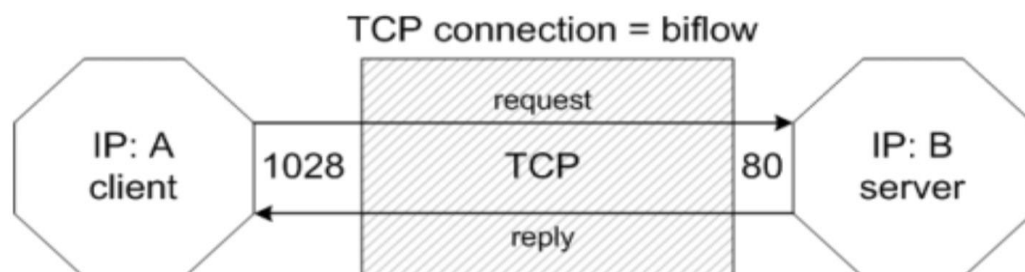 TCP connection = biflow
request
IP: A
client
1028
TCP
80
IP: B
server
reply